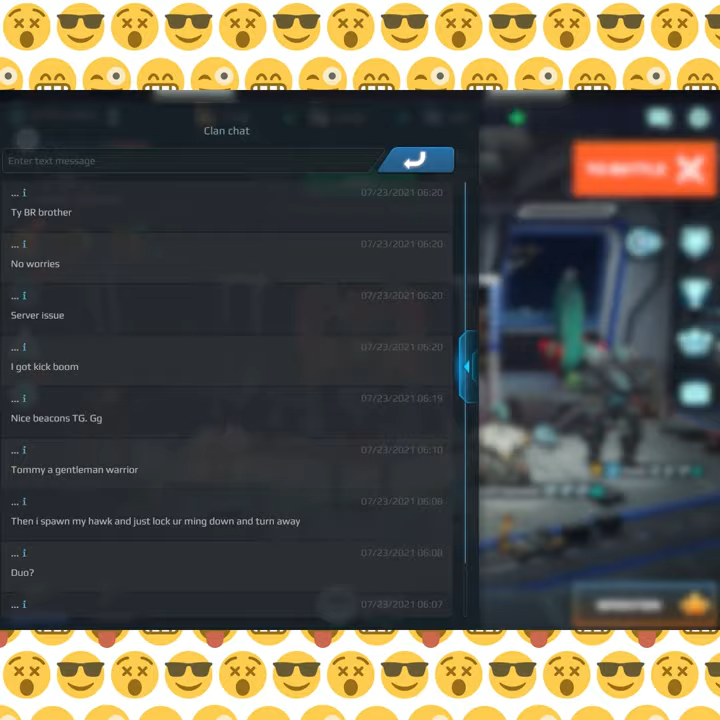 Clan chat
Enter text message
... i
07/23/2021 06:20
Ty BR brother
... i
07/23/2021 06:20
No worries
... i
07/23/2021 06:20
Server issue
... i
07/23/2021 06:20
I got kick boom
... i
07/23/2021 06:19
Nice beacons TG. Gg
... i
07/23/2021 06:10
Tommy a gentleman warrior
... i
07/23/2021 06:08
Then i spawn my hawk and just lock ur ming down and turn away
... i
07/23/2021 06:08
Duo?
... i
07/23/2021 06:07